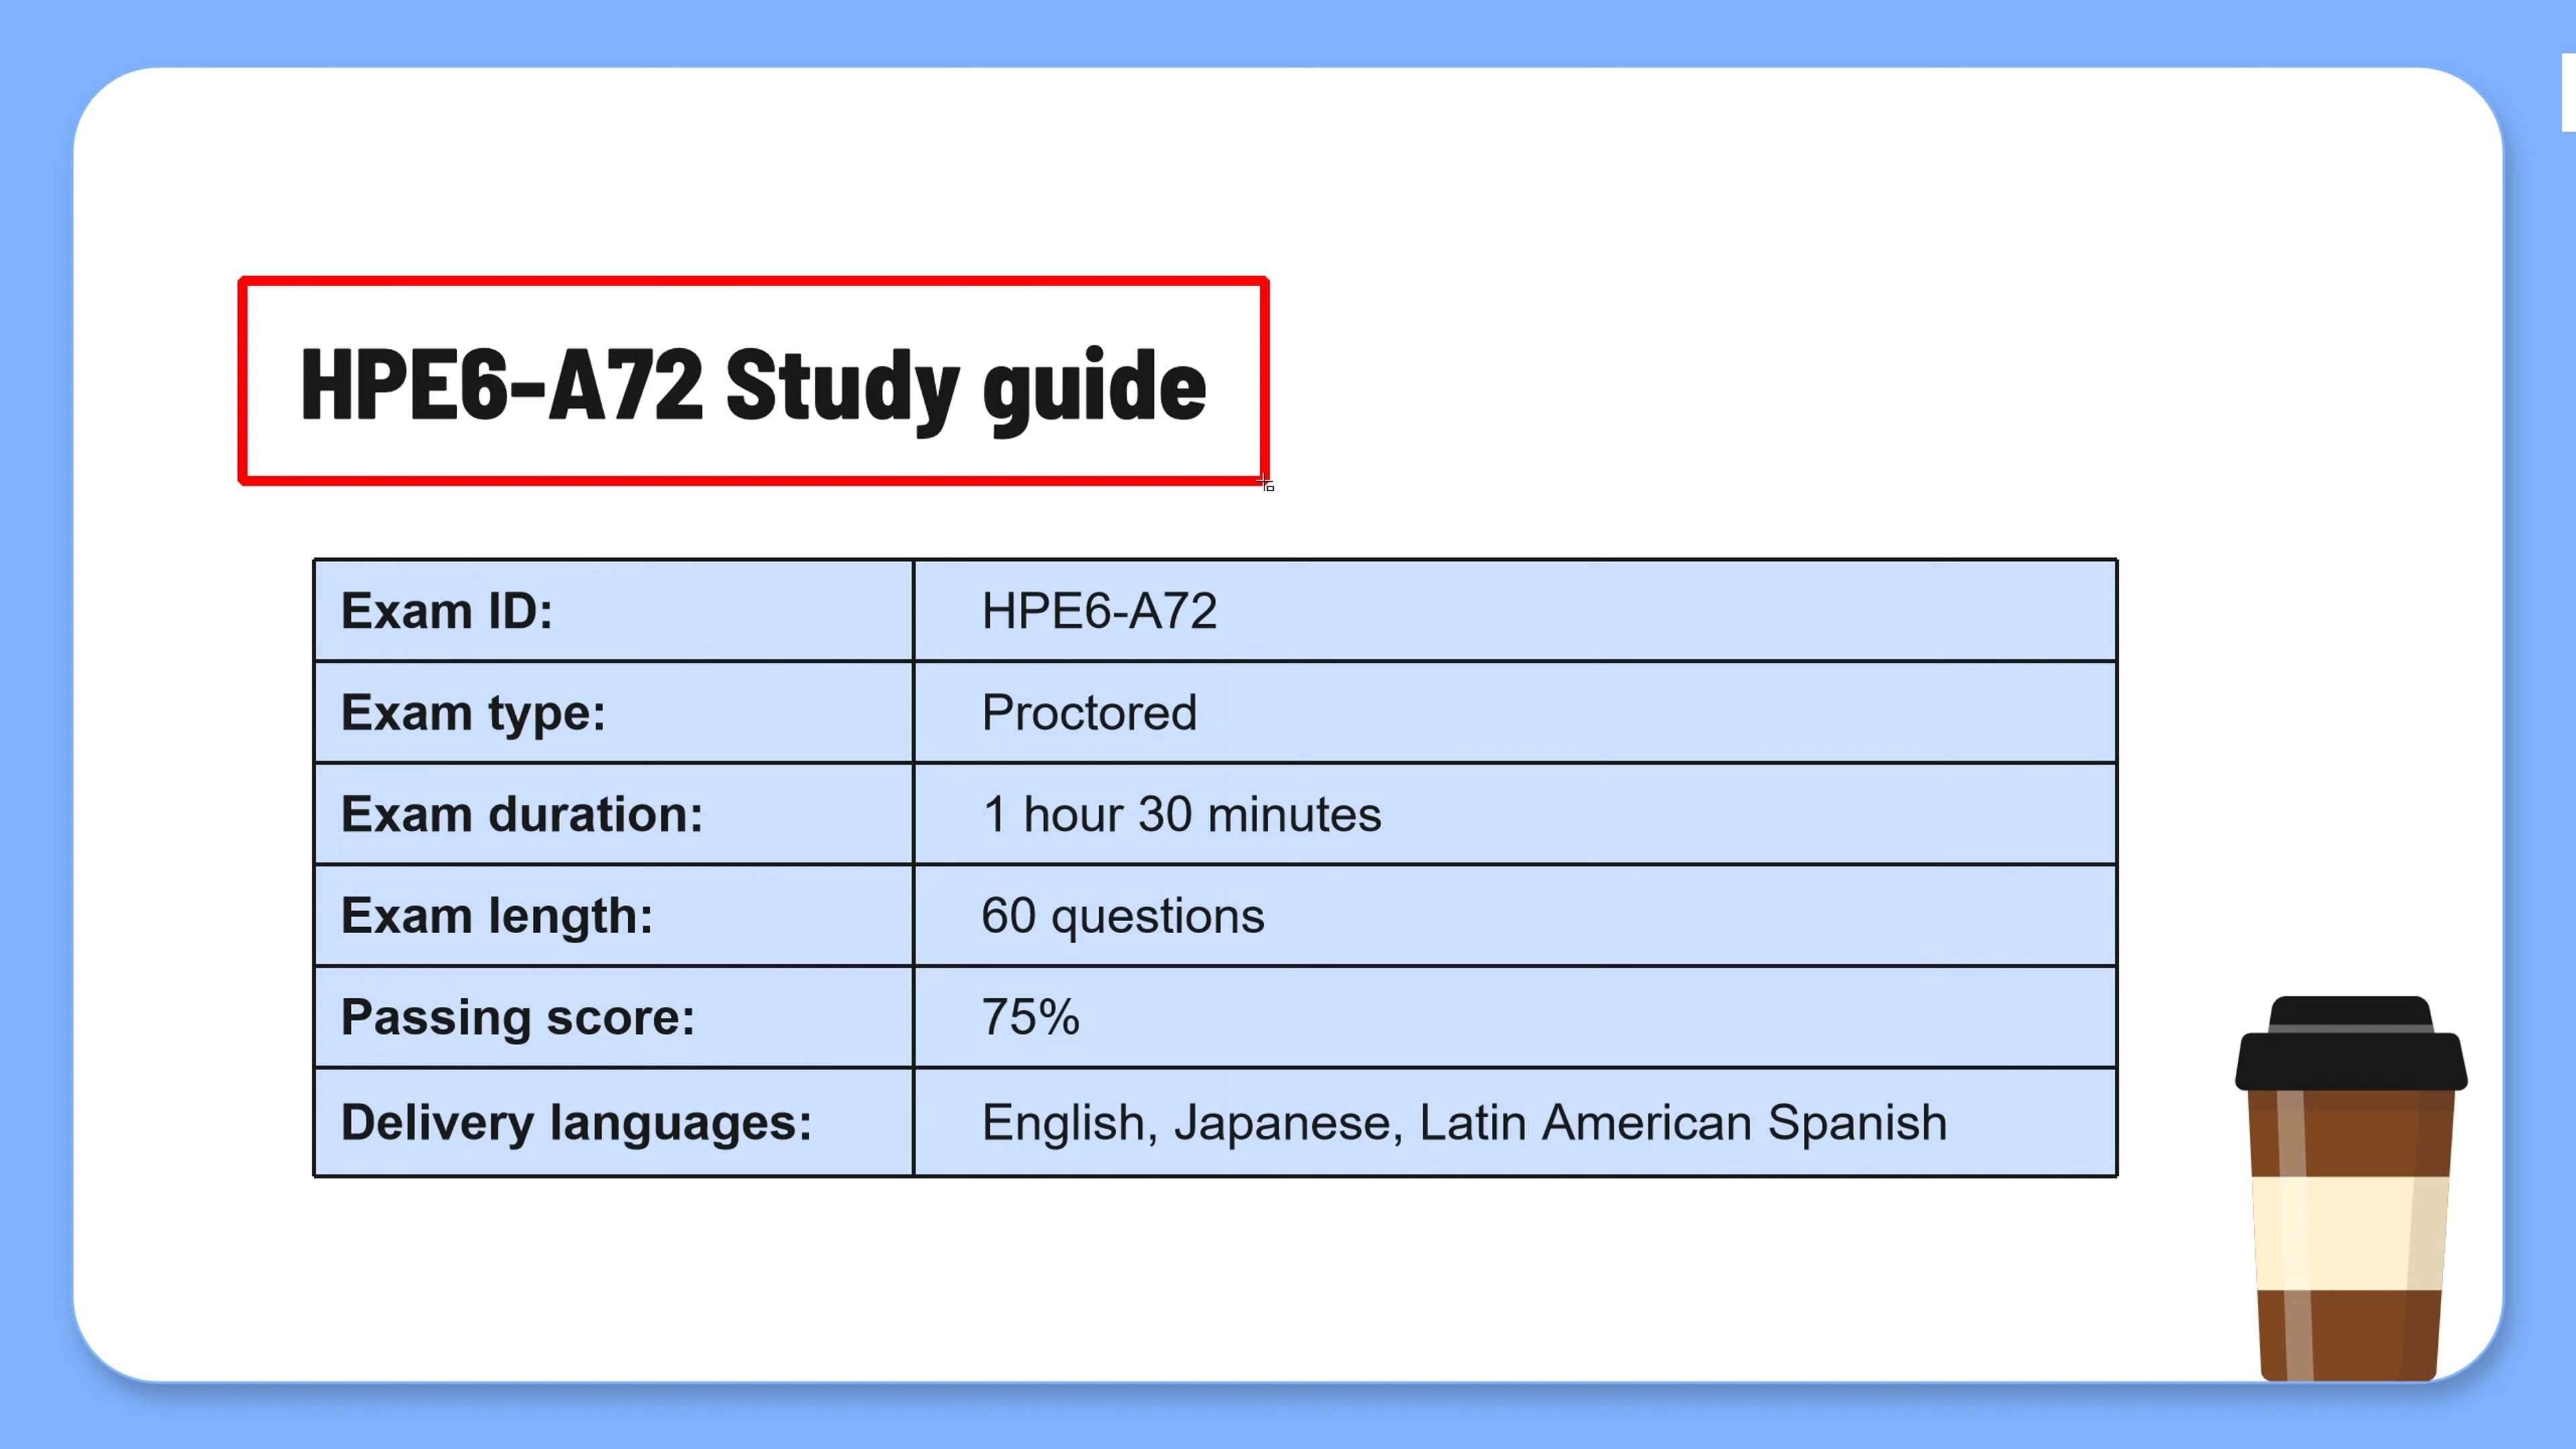 HPE6-A72 Study guide
Exam ID: HPE6-A72
Exam type: Proctored
Exam duration: 1 hour 30 minutes
Exam length: 60 questions
Passing score: 75%
Delivery languages: English, Japanese, Latin American Spanish